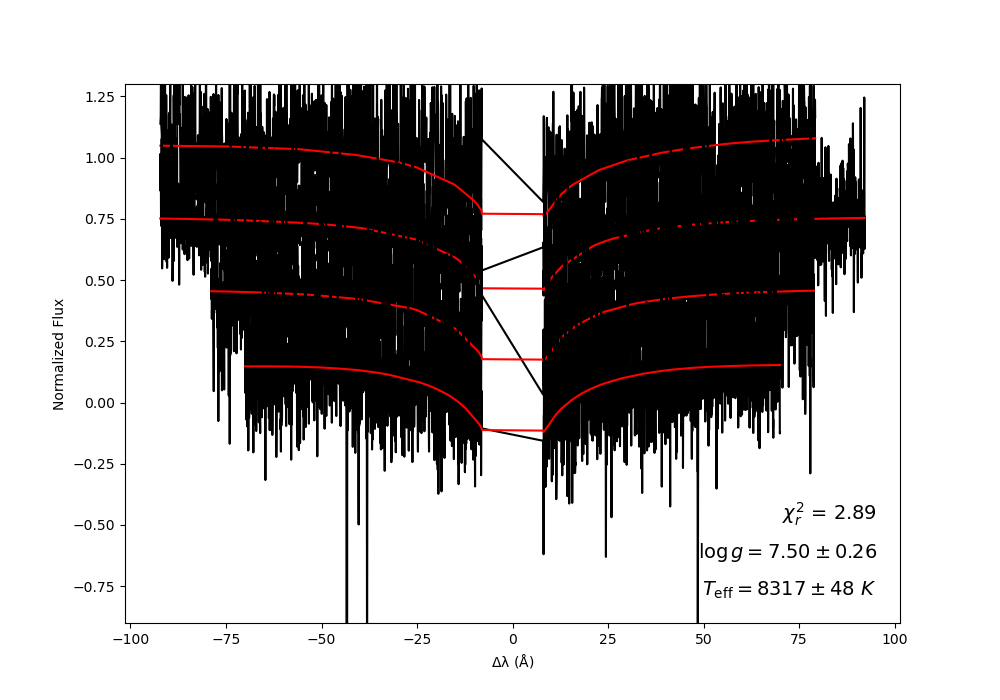 1.25
1.00
0.75
0.50
0.25
0.00
−0.25
−0.50
−0.75
Normalized Flux
χ²ᵣ = 2.89
log g = 7.50 ± 0.26
T_eff = 8317 ± 48 K
−100 −75 −50 −25 0 25 50 75 100
Δλ (Å)